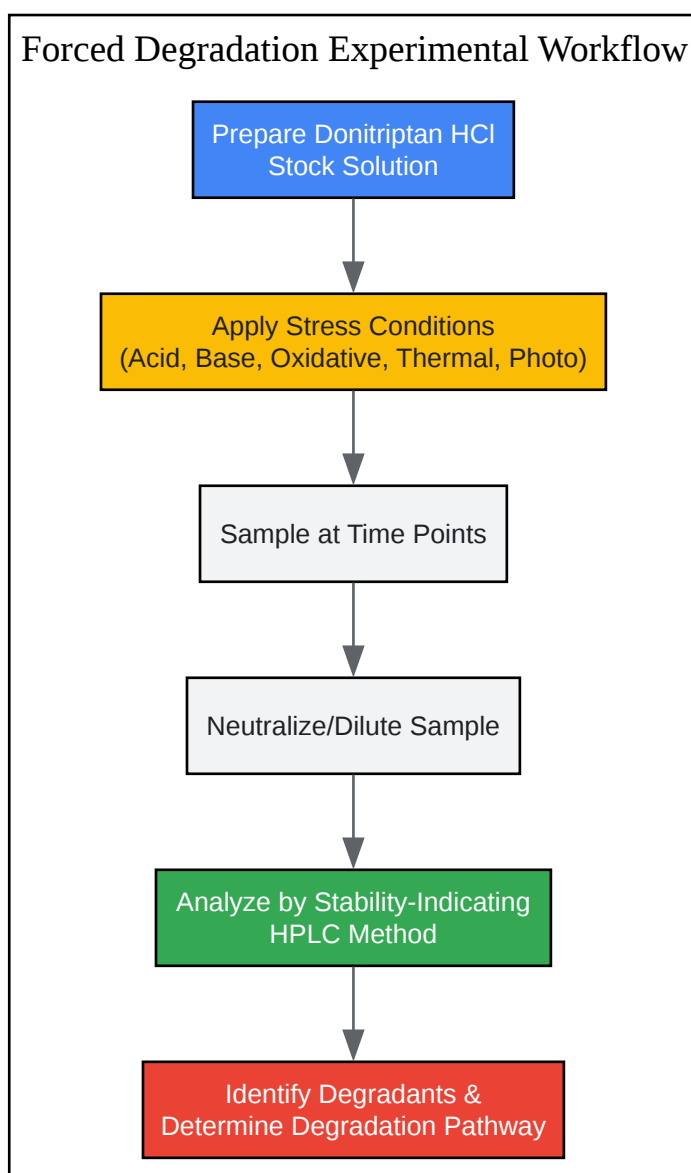 Forced Degradation Experimental Workflow
Prepare Donitriptan HCl
Stock Solution
Apply Stress Conditions
(Acid, Base, Oxidative, Thermal, Photo)
Sample at Time Points
Neutralize/Dilute Sample
Analyze by Stability-Indicating
HPLC Method
Identify Degradants &
Determine Degradation Pathway